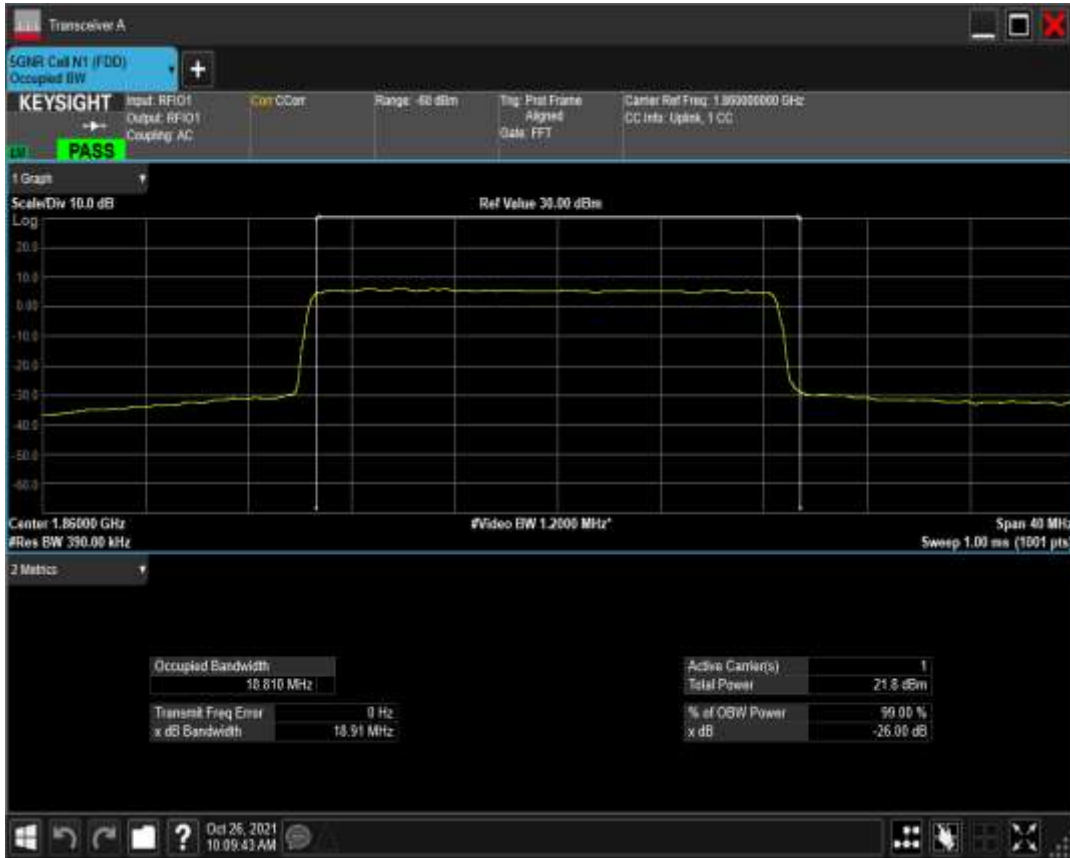 Transceiver A
5GNR Cell N1 (FDD)
Occupied BW
KEYSIGHT
PASS
Input: RFIO1
Output: RFIO1
Coupling: AC
Corr CCorr
Range: -60 dBm
Trig: Prot Frame
Aligned
Gate: FFT
Carrier Ref Freq: 1.860000000 GHz
CC Info: Uplink, 1 CC
1 Graph
Scale/Div 10.0 dB
Ref Value 30.00 dBm
Log
20.0
10.0
0.00
-10.0
-20.0
-30.0
-40.0
-50.0
-60.0
Center 1.86000 GHz
#Video BW 1.2000 MHz*
Span 40 MHz
#Res BW 390.00 kHz
Sweep 1.00 ms (1001 pts)
2 Metrics
Occupied Bandwidth
18.810 MHz
Transmit Freq Error 0 Hz
x dB Bandwidth 18.91 MHz
Active Carrier(s) 1
Total Power 21.8 dBm
% of OBW Power 99.00 %
x dB -26.00 dB
Oct 26, 2021
10:09:43 AM